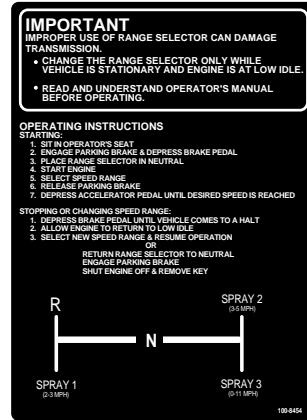 IMPORTANT
IMPROPER USE OF RANGE SELECTOR CAN DAMAGE
TRANSMISSION.
• CHANGE THE RANGE SELECTOR ONLY WHILE
VEHICLE IS STATIONARY AND ENGINE IS AT LOW IDLE.
• READ AND UNDERSTAND OPERATOR'S MANUAL
BEFORE OPERATING.
OPERATING INSTRUCTIONS
STARTING:
1. SIT IN OPERATOR'S SEAT
2. ENGAGE PARKING BRAKE & DEPRESS BRAKE PEDAL
3. PLACE RANGE SELECTOR IN NEUTRAL
4. START ENGINE
5. SELECT SPEED RANGE
6. RELEASE PARKING BRAKE
7. DEPRESS ACCELERATOR PEDAL UNTIL DESIRED SPEED IS REACHED
STOPPING OR CHANGING SPEED RANGE:
1. DEPRESS BRAKE PEDAL UNTIL VEHICLE COMES TO A HALT
2. ALLOW ENGINE TO RETURN TO LOW IDLE
3. SELECT NEW SPEED RANGE & RESUME OPERATION
OR
RETURN RANGE SELECTOR TO NEUTRAL
ENGAGE PARKING BRAKE
SHUT ENGINE OFF & REMOVE KEY
R
SPRAY 2
(3-5 MPH)
N
SPRAY 1
(2-3 MPH)
SPRAY 3
(0-11 MPH)
100-8454